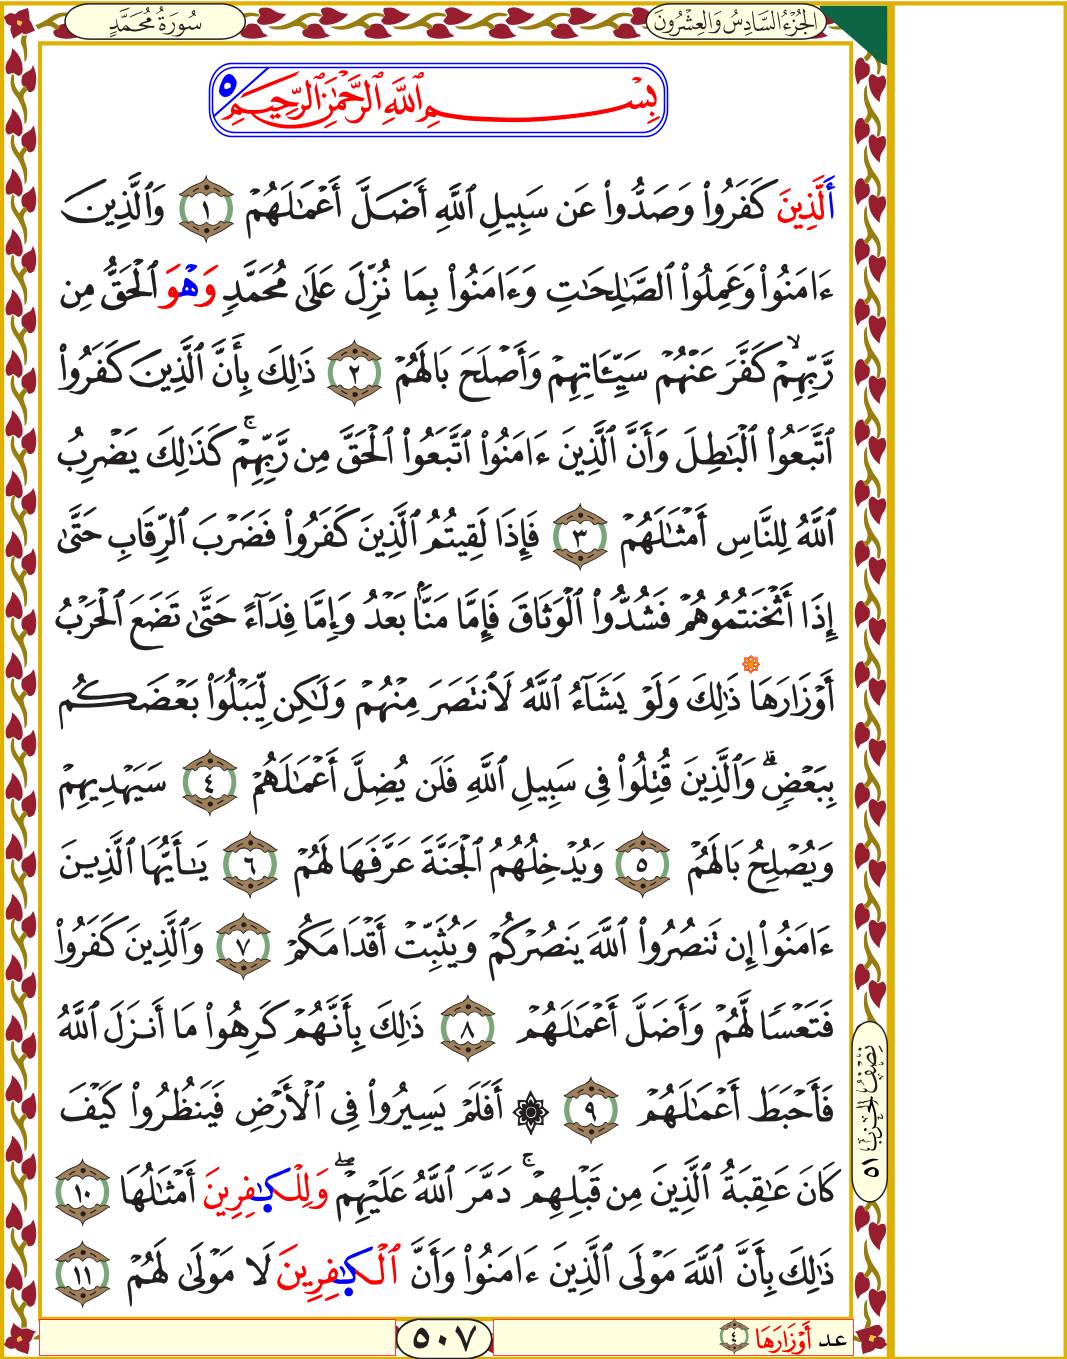 الجُزْءُ السَّادِسُ وَالعِشْرُونَ
سُورَةُ مُحَمَّدٍ
بِسْمِ ٱللَّهِ ٱلرَّحْمَٰنِ ٱلرَّحِيمِ ٥
أَلَّذِينَ كَفَرُواْ وَصَدُّواْ عَن سَبِيلِ ٱللَّهِ أَضَلَّ أَعْمَٰلَهُمْ ١ وَٱلَّذِينَ
ءَامَنُواْ وَعَمِلُواْ ٱلصَّٰلِحَٰتِ وَءَامَنُواْ بِمَا نُزِّلَ عَلَىٰ مُحَمَّدٍ وَهْوَ ٱلْحَقُّ مِن
رَّبِّهِمْ ۙ كَفَّرَ عَنْهُمْ سَيِّـَٔاتِهِمْ وَأَصْلَحَ بَالَهُمْ ٢ ذَٰلِكَ بِأَنَّ ٱلَّذِينَ كَفَرُواْ
ٱتَّبَعُواْ ٱلْبَٰطِلَ وَأَنَّ ٱلَّذِينَ ءَامَنُواْ ٱتَّبَعُواْ ٱلْحَقَّ مِن رَّبِّهِمْ ۚ كَذَٰلِكَ يَضْرِبُ
ٱللَّهُ لِلنَّاسِ أَمْثَٰلَهُمْ ٣ فَإِذَا لَقِيتُمُ ٱلَّذِينَ كَفَرُواْ فَضَرْبَ ٱلرِّقَابِ حَتَّىٰ
إِذَا أَثْخَنتُمُوهُمْ فَشُدُّواْ ٱلْوَثَاقَ فَإِمَّا مَنًّۢا بَعْدُ وَإِمَّا فِدَآءً حَتَّىٰ تَضَعَ ٱلْحَرْبُ
أَوْزَارَهَا ذَٰلِكَ وَلَوْ يَشَآءُ ٱللَّهُ لَٱنتَصَرَ مِنْهُمْ وَلَٰكِن لِّيَبْلُوَاْ بَعْضَكُم
بِبَعْضٍ ۗ وَٱلَّذِينَ قُتِلُواْ فِى سَبِيلِ ٱللَّهِ فَلَن يُضِلَّ أَعْمَٰلَهُمْ ٤ سَيَهْدِيهِمْ
وَيُصْلِحُ بَالَهُمْ ٥ وَيُدْخِلُهُمُ ٱلْجَنَّةَ عَرَّفَهَا لَهُمْ ٦ يَٰأَيُّهَا ٱلَّذِينَ
ءَامَنُواْ إِن تَنصُرُواْ ٱللَّهَ يَنصُرْكُمْ وَيُثَبِّتْ أَقْدَامَكُمْ ٧ وَٱلَّذِينَ كَفَرُواْ
فَتَعْسًا لَّهُمْ وَأَضَلَّ أَعْمَٰلَهُمْ ٨ ذَٰلِكَ بِأَنَّهُمْ كَرِهُواْ مَا أَنزَلَ ٱللَّهُ
فَأَحْبَطَ أَعْمَٰلَهُمْ ٩ ۞ أَفَلَمْ يَسِيرُواْ فِى ٱلْأَرْضِ فَيَنظُرُواْ كَيْفَ
كَانَ عَٰقِبَةُ ٱلَّذِينَ مِن قَبْلِهِمْ ۚ دَمَّرَ ٱللَّهُ عَلَيْهِمْ ۖ وَلِلْكَٰفِرِينَ أَمْثَٰلُهَا ١٠
ذَٰلِكَ بِأَنَّ ٱللَّهَ مَوْلَى ٱلَّذِينَ ءَامَنُواْ وَأَنَّ ٱلْكَٰفِرِينَ لَا مَوْلَىٰ لَهُمْ ١١
نِصْفُ الحِزْبِ ٥١
عد أَوْزَارَهَا ٤
٥٠٧